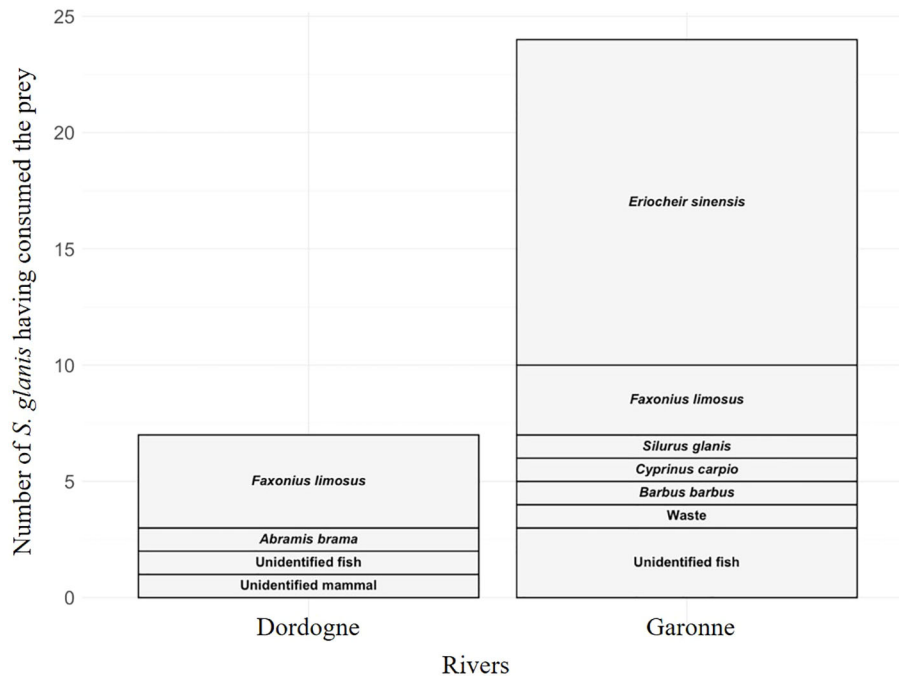 25
20
15
10
5
0
Number of S. glanis having consumed the prey
Faxonius limosus
Abramis brama
Unidentified fish
Unidentified mammal
Eriocheir sinensis
Faxonius limosus
Silurus glanis
Cyprinus carpio
Barbus barbus
Waste
Unidentified fish
Dordogne
Garonne
Rivers